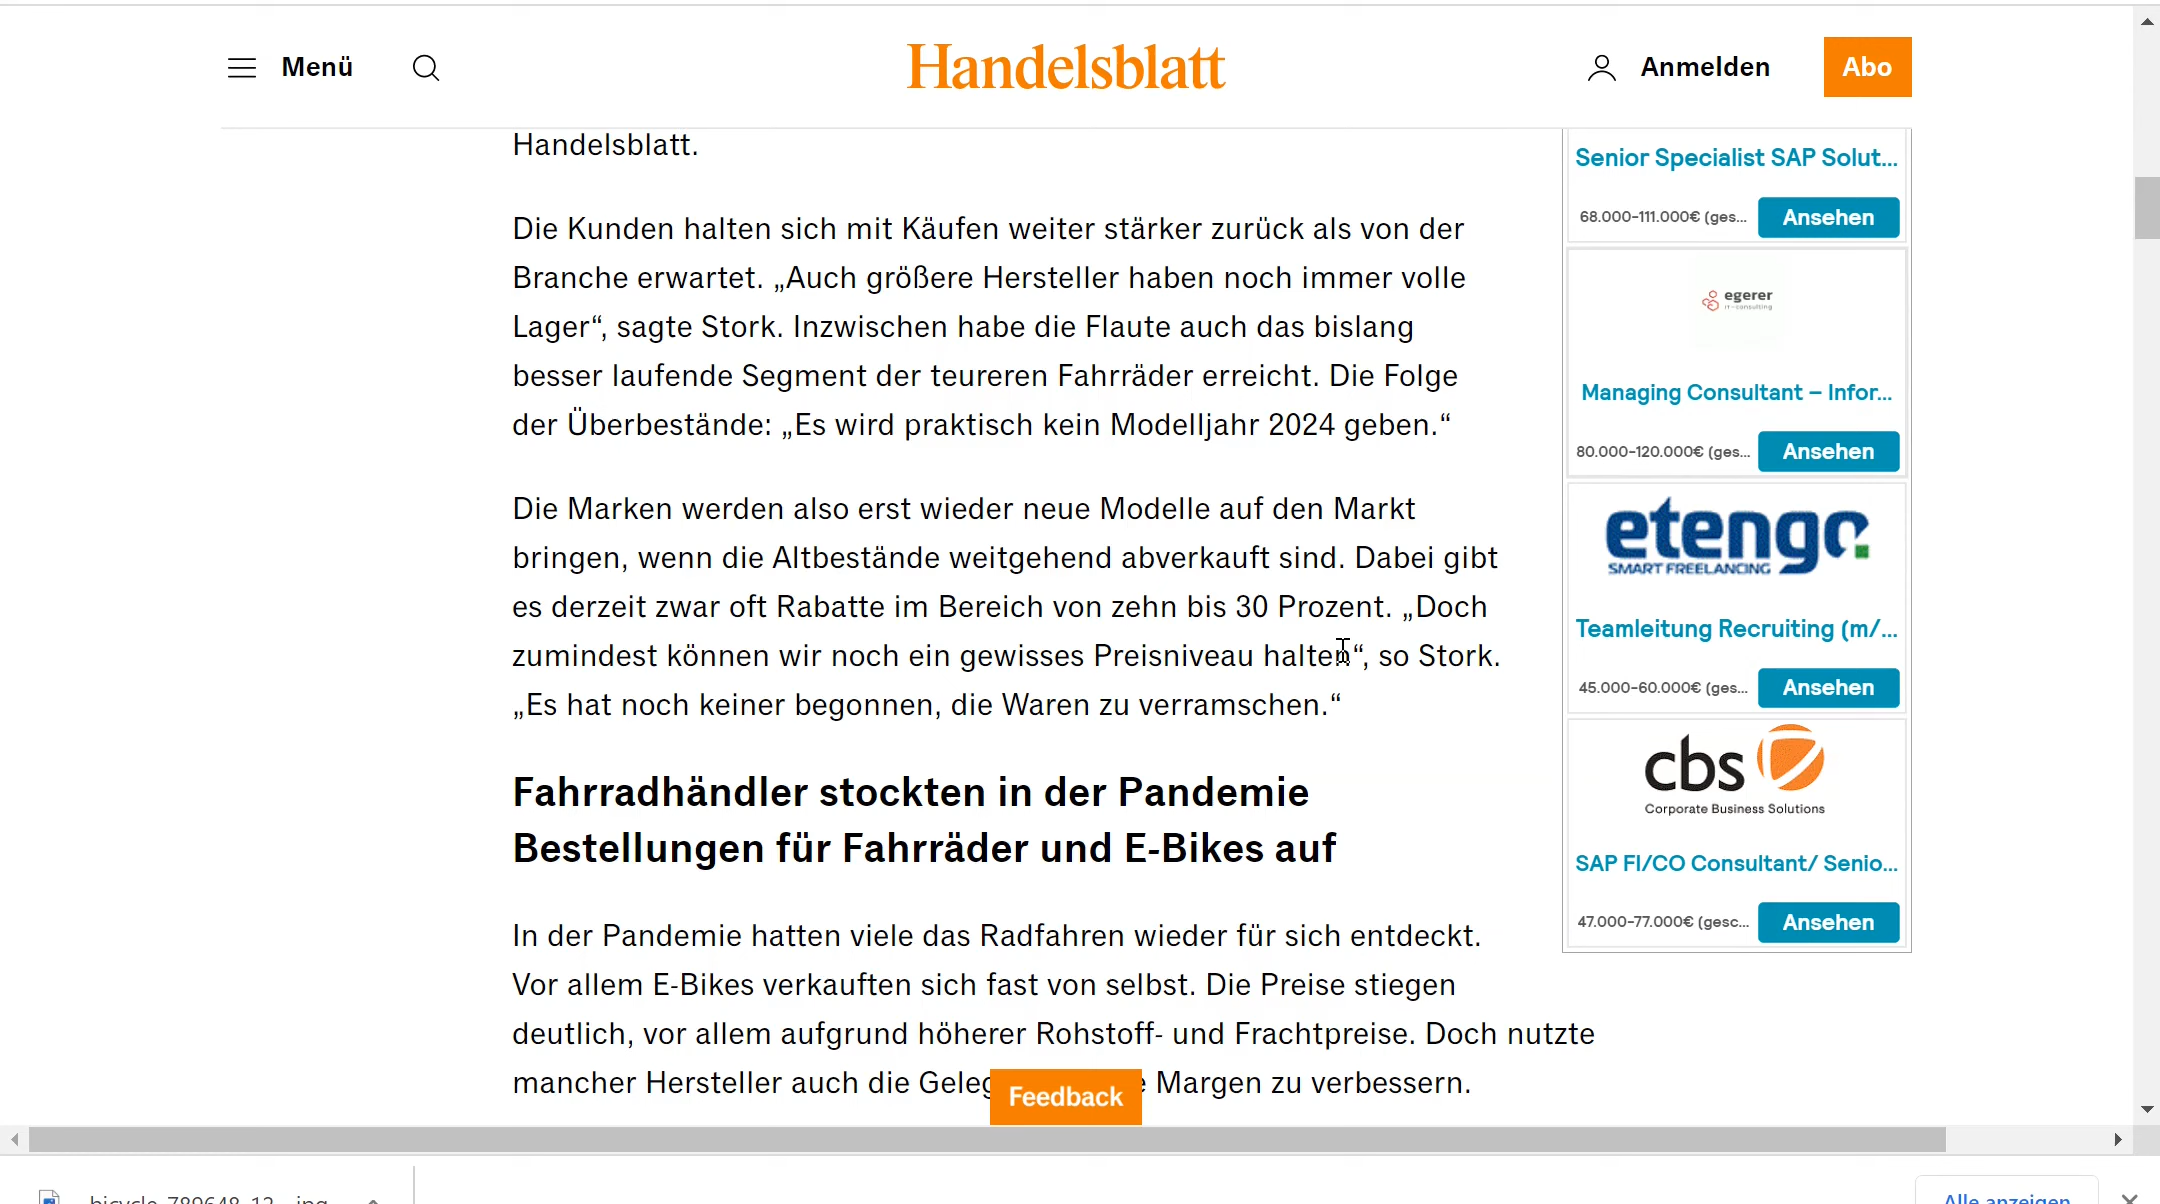 Menü
Handelsblatt
Anmelden
Abo
Handelsblatt.
Die Kunden halten sich mit Käufen weiter stärker zurück als von der
Branche erwartet. „Auch größere Hersteller haben noch immer volle
Lager“, sagte Stork. Inzwischen habe die Flaute auch das bislang
besser laufende Segment der teureren Fahrräder erreicht. Die Folge
der Überbestände: „Es wird praktisch kein Modelljahr 2024 geben.“
Die Marken werden also erst wieder neue Modelle auf den Markt
bringen, wenn die Altbestände weitgehend abverkauft sind. Dabei gibt
es derzeit zwar oft Rabatte im Bereich von zehn bis 30 Prozent. „Doch
zumindest können wir noch ein gewisses Preisniveau halten“, so Stork.
„Es hat noch keiner begonnen, die Waren zu verramschen.“
Fahrradhändler stockten in der Pandemie
Bestellungen für Fahrräder und E-Bikes auf
In der Pandemie hatten viele das Radfahren wieder für sich entdeckt.
Vor allem E-Bikes verkauften sich fast von selbst. Die Preise stiegen
deutlich, vor allem aufgrund höherer Rohstoff- und Frachtpreise. Doch nutzte
mancher Hersteller auch die Margen zu verbessern.
Feedback
Senior Specialist SAP Solut...
68.000-111.000€ (ges...
Ansehen
egerer
IT-consulting
Managing Consultant – Infor...
80.000-120.000€ (ges...
Ansehen
etengo
SMART FREELANCING
Teamleitung Recruiting (m/...
45.000-60.000€ (ges...
Ansehen
cbs
Corporate Business Solutions
SAP FI/CO Consultant/ Senio...
47.000-77.000€ (gesc...
Ansehen
Alle anzeigen